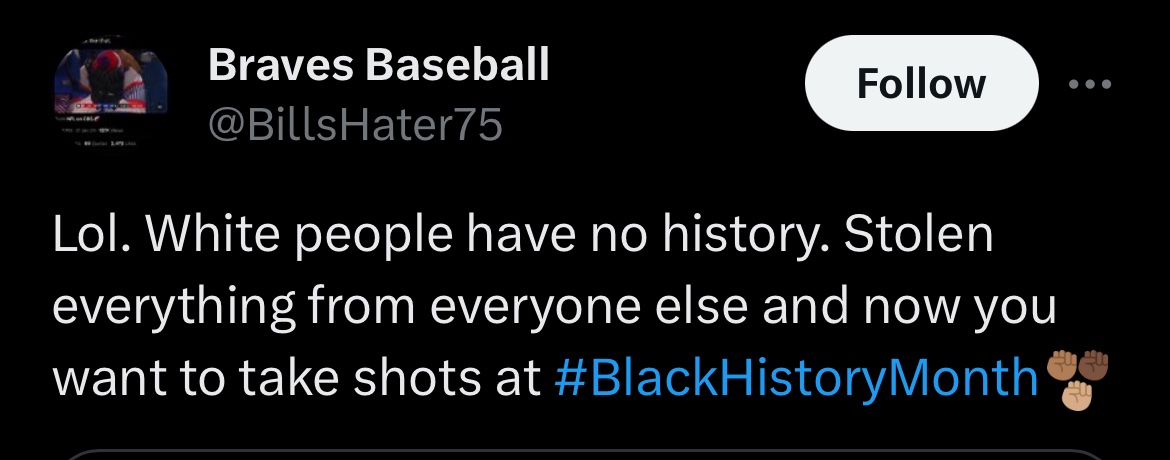 Braves Baseball
@BillsHater75
Follow
Lol. White people have no history. Stolen
everything from everyone else and now you
want to take shots at #BlackHistoryMonth